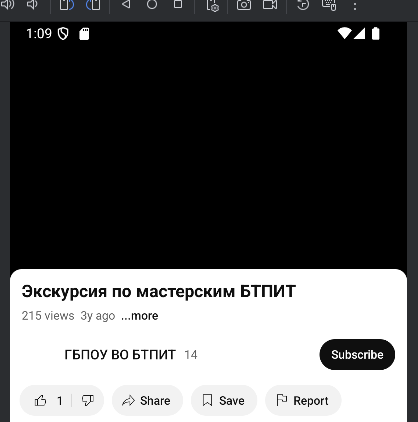 1:09
Экскурсия по мастерским БТПИТ
215 views 3y ago ...more
ГБПОУ ВО БТПИТ 14
Subscribe
1 Share Save Report